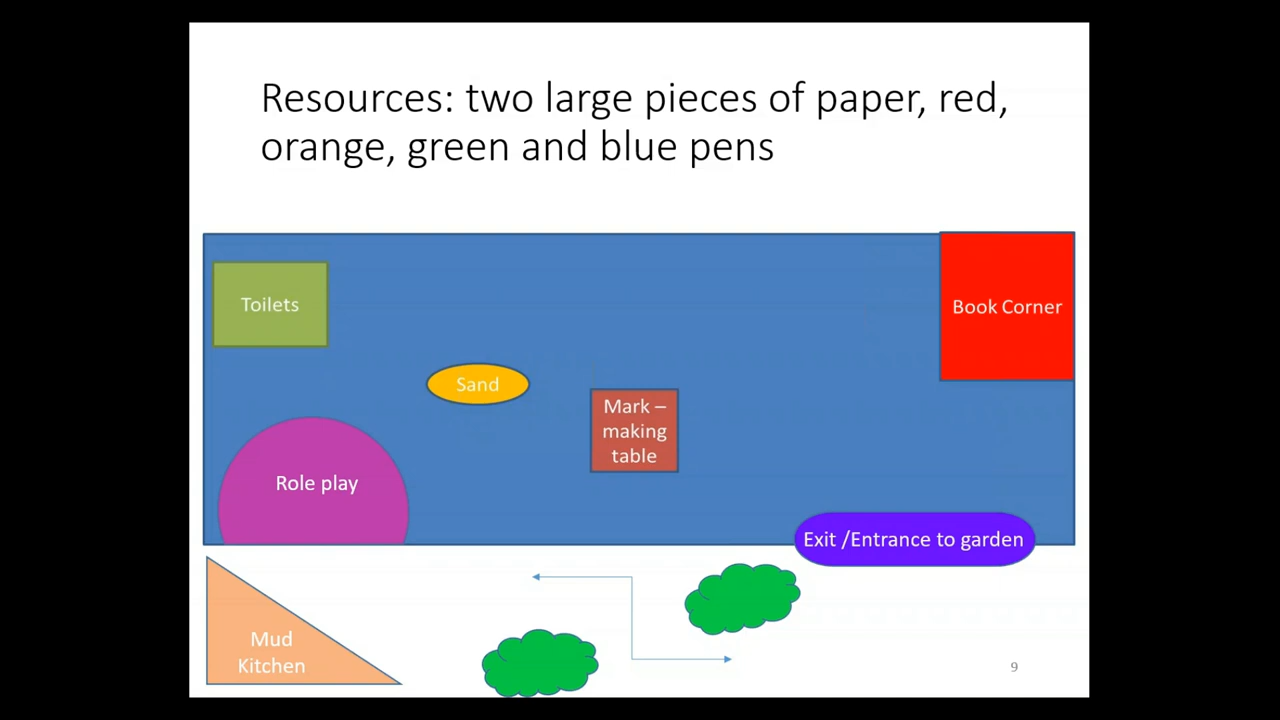 Resources: two large pieces of paper, red,
orange, green and blue pens
Toilets
Book Corner
Sand
Mark –
making
table
Role play
Exit /Entrance to garden
Mud
Kitchen
9